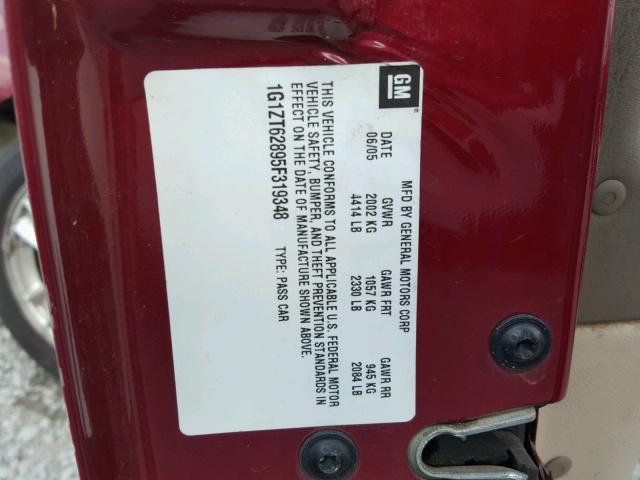 GM
MFD BY GENERAL MOTORS CORP
DATE GVWR GAWR FRT GAWR RR
06/05 2002 KG 1057 KG 945 KG
4414 LB 2330 LB 2084 LB
THIS VEHICLE CONFORMS TO ALL APPLICABLE U.S. FEDERAL MOTOR
VEHICLE SAFETY, BUMPER, AND THEFT PREVENTION STANDARDS IN
EFFECT ON THE DATE OF MANUFACTURE SHOWN ABOVE.
1G1ZT62895F319348 TYPE: PASS CAR